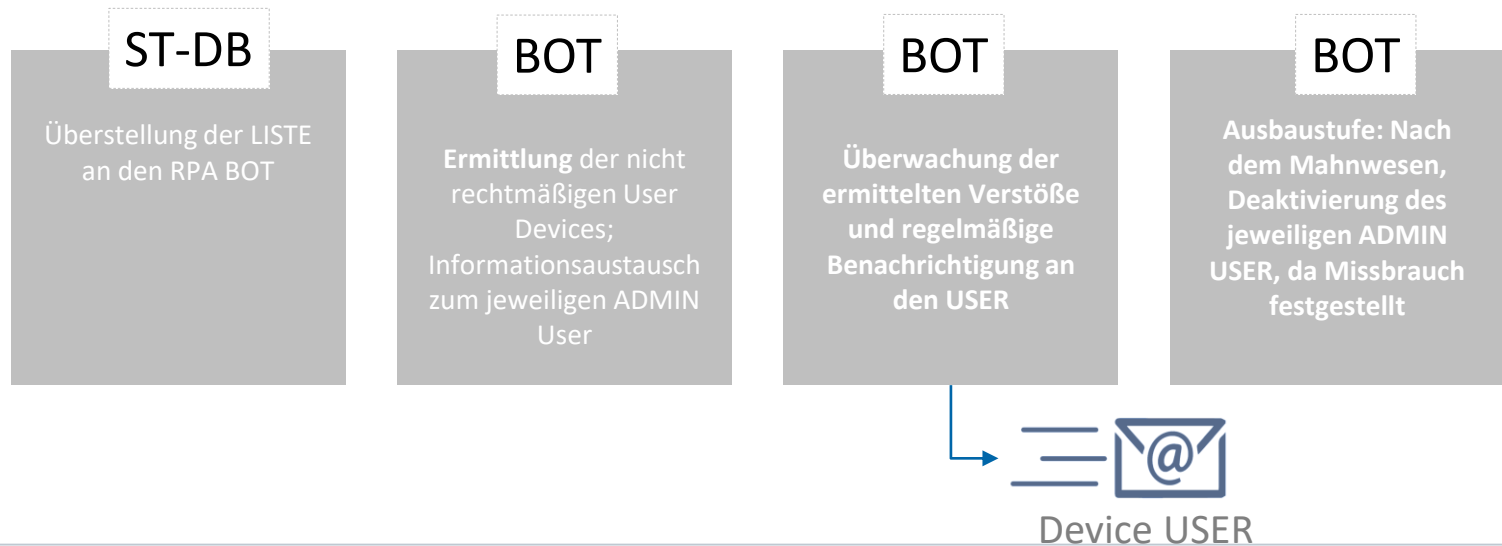 ST-DB
Überstellung der LISTE
an den RPA BOT
BOT
Ermittlung der nicht
rechtmäßigen User
Devices;
Informationsaustausch
zum jeweiligen ADMIN
User
BOT
Überwachung der
ermittelten Verstöße
und regelmäßige
Benachrichtigung an
den USER
BOT
Ausbaustufe: Nach
dem Mahnwesen,
Deaktivierung des
jeweiligen ADMIN
USER, da Missbrauch
festgestellt
@
Device USER